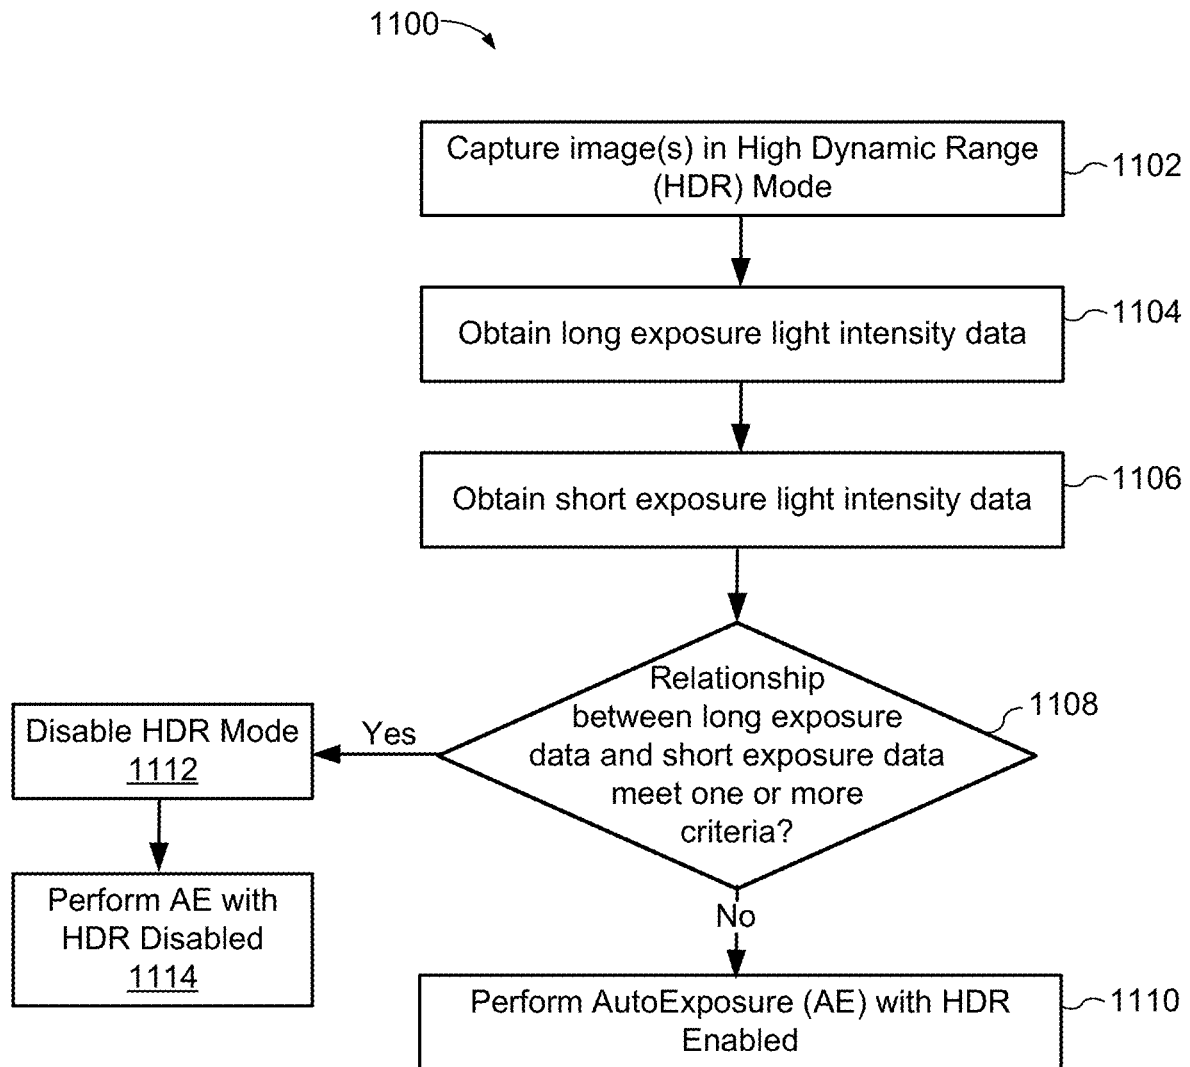 1100
Capture image(s) in High Dynamic Range
(HDR) Mode
1102
Obtain long exposure light intensity data
1104
Obtain short exposure light intensity data
1106
Relationship
between long exposure
data and short exposure data
meet one or more
criteria?
1108
Yes
Disable HDR Mode
1112
Perform AE with
HDR Disabled
1114
No
Perform AutoExposure (AE) with HDR
Enabled
1110